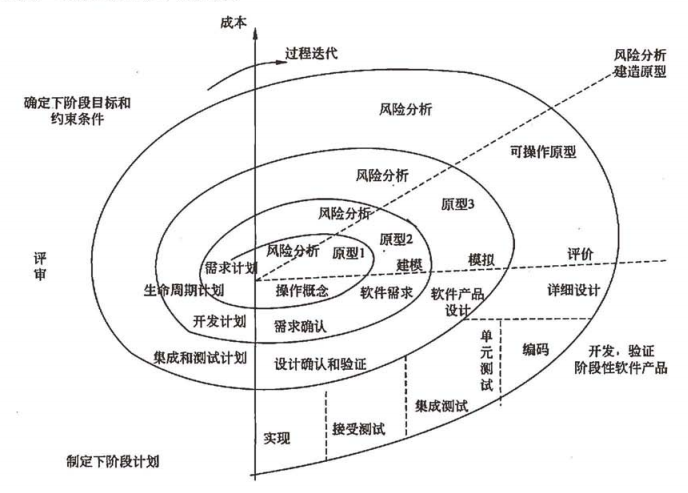 成本
过程迭代
风险分析
建造原型
确定下阶段目标和
约束条件
风险分析
可操作原型
风险分析
原型3
风险分析
原型2
风险分析
原型1
评
审
需求计划
建模
模拟
评价
生命周期计划
操作概念
软件需求
软件产品
设计
详细设计
开发计划
需求确认
集成和测试计划
设计确认和验证
单
元
测
试
编码
开发，验证
阶段性软件产品
集成测试
接受测试
实现
制定下阶段计划